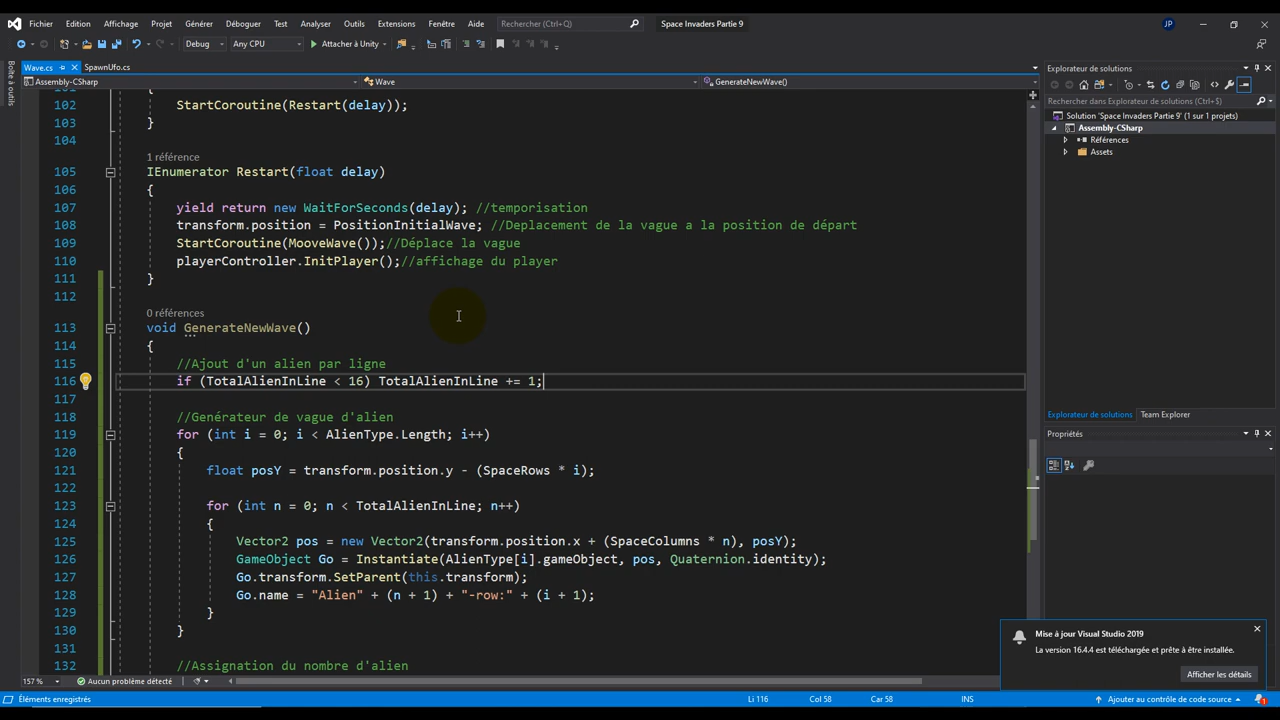 Fichier Edition Affichage Projet Générer Déboguer Test Analyser Outils Extensions Fenêtre Aide Rechercher (Ctrl+Q) Space Invaders Partie 9 JP
Debug Any CPU Attacher à Unity
Boîte à outils
Wave.cs SpawnUfo.cs
Assembly-CSharp Wave GenerateNewWave()
101 {
102 StartCoroutine(Restart(delay));
103 }
104
1 référence
105 IEnumerator Restart(float delay)
106 {
107 yield return new WaitForSeconds(delay); //temporisation
108 transform.position = PositionInitialWave; //Deplacement de la vague a la position de départ
109 StartCoroutine(MooveWave());//Déplace la vague
110 playerController.InitPlayer();//affichage du player
111 }
112
0 références
113 void GenerateNewWave()
114 {
115 //Ajout d'un alien par ligne
116 if (TotalAlienInLine < 16) TotalAlienInLine += 1;
117
118 //Genérateur de vague d'alien
119 for (int i = 0; i < AlienType.Length; i++)
120 {
121 float posY = transform.position.y - (SpaceRows * i);
122
123 for (int n = 0; n < TotalAlienInLine; n++)
124 {
125 Vector2 pos = new Vector2(transform.position.x + (SpaceColumns * n), posY);
126 GameObject Go = Instantiate(AlienType[i].gameObject, pos, Quaternion.identity);
127 Go.transform.SetParent(this.transform);
128 Go.name = "Alien" + (n + 1) + "-row:" + (i + 1);
129 }
130 }
131
132 //Assignation du nombre d'alien
157 % Aucun problème détecté
Explorateur de solutions
Rechercher dans Explorateur de solutions (Ctrl+$)
Solution 'Space Invaders Partie 9' (1 sur 1 projets)
Assembly-CSharp
Références
Assets
Explorateur de solutions Team Explorer
Propriétés
Mise à jour Visual Studio 2019
La version 16.4.4 est téléchargée et prête à être installée.
Afficher les détails
Éléments enregistrés Li 116 Col 58 Car 58 INS Ajouter au contrôle de code source 1